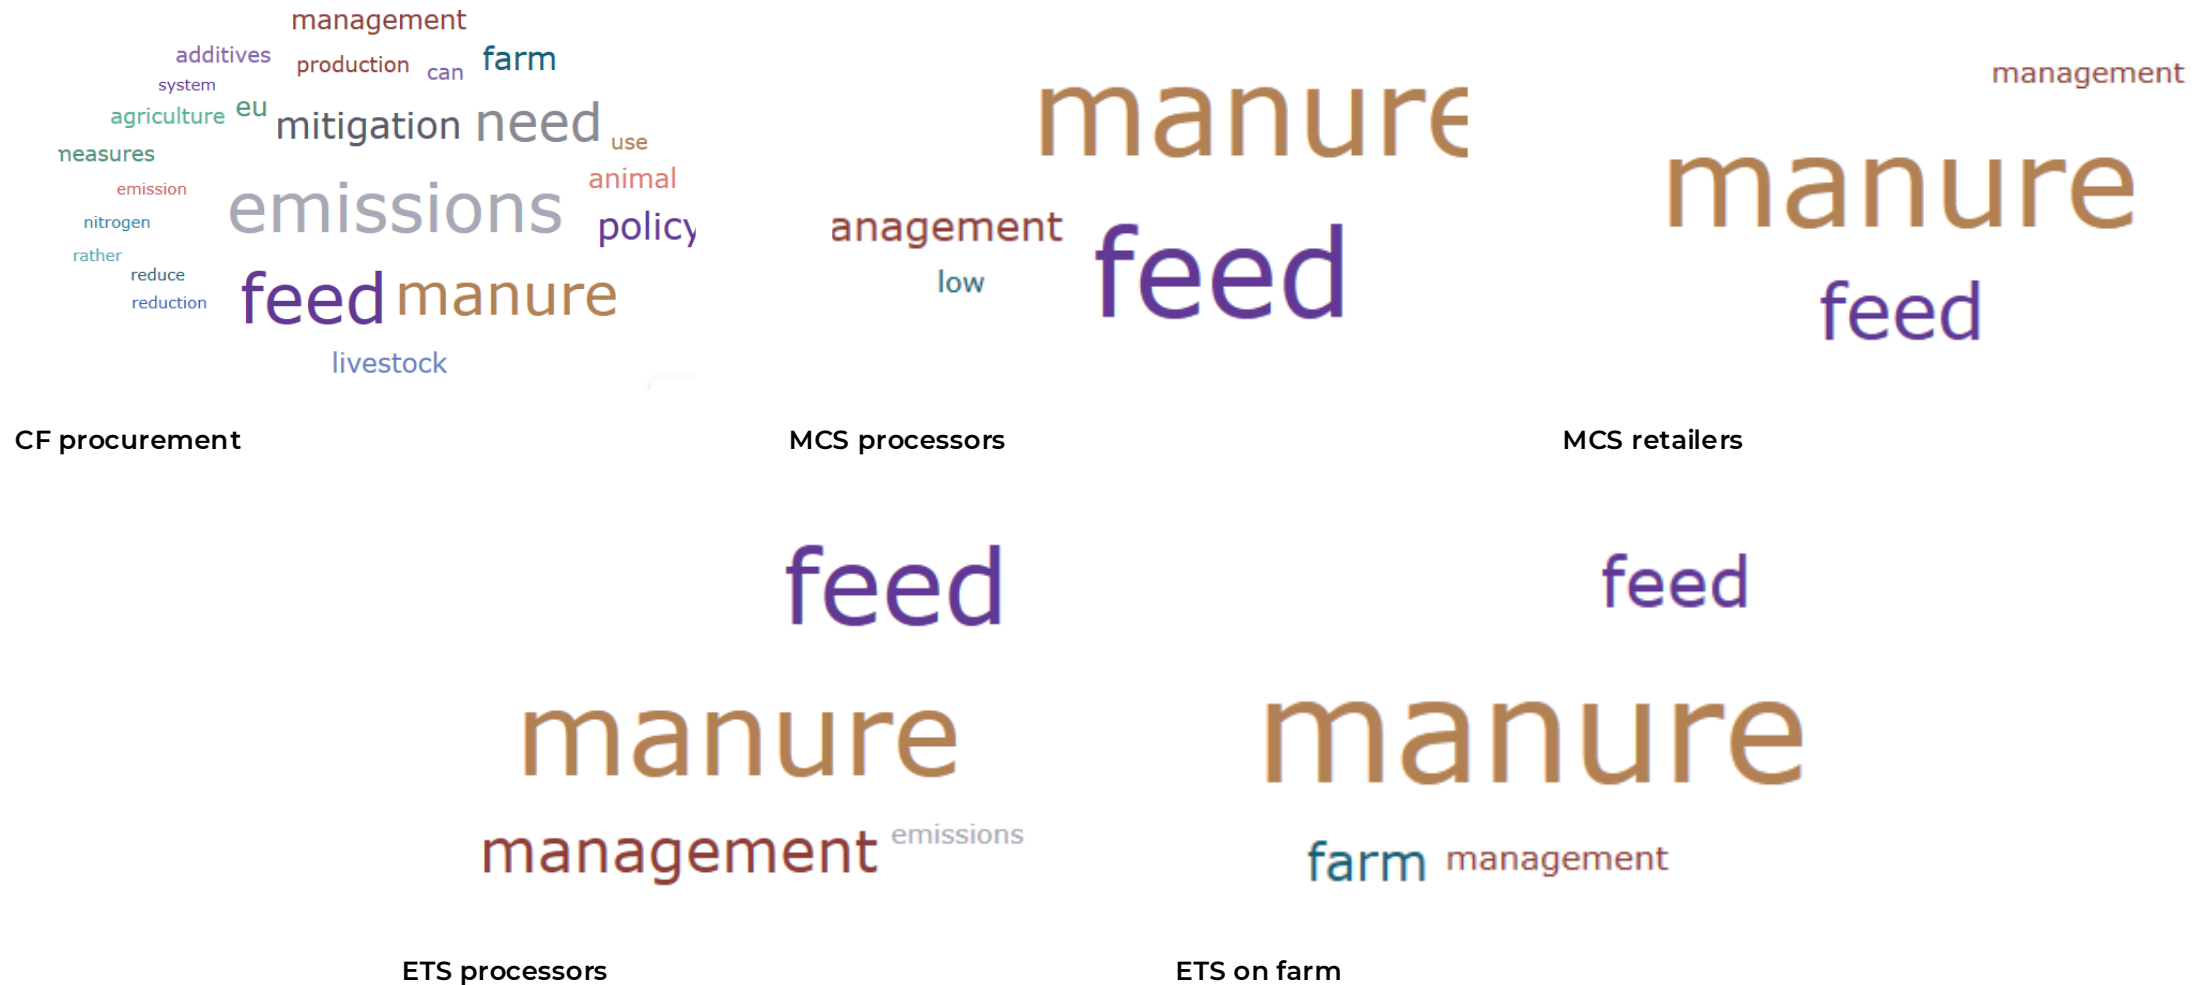 management
additives production can farm
system
agriculture eu mitigation need use
neasures
emission emissions animal
nitrogen policy
rather
reduce
reduction feed manure
livestock
CF procurement
manure
anagement
low feed
MCS processors
management
manure
feed
MCS retailers
feed
manure
management emissions
ETS processors
feed
manure
farm management
ETS on farm